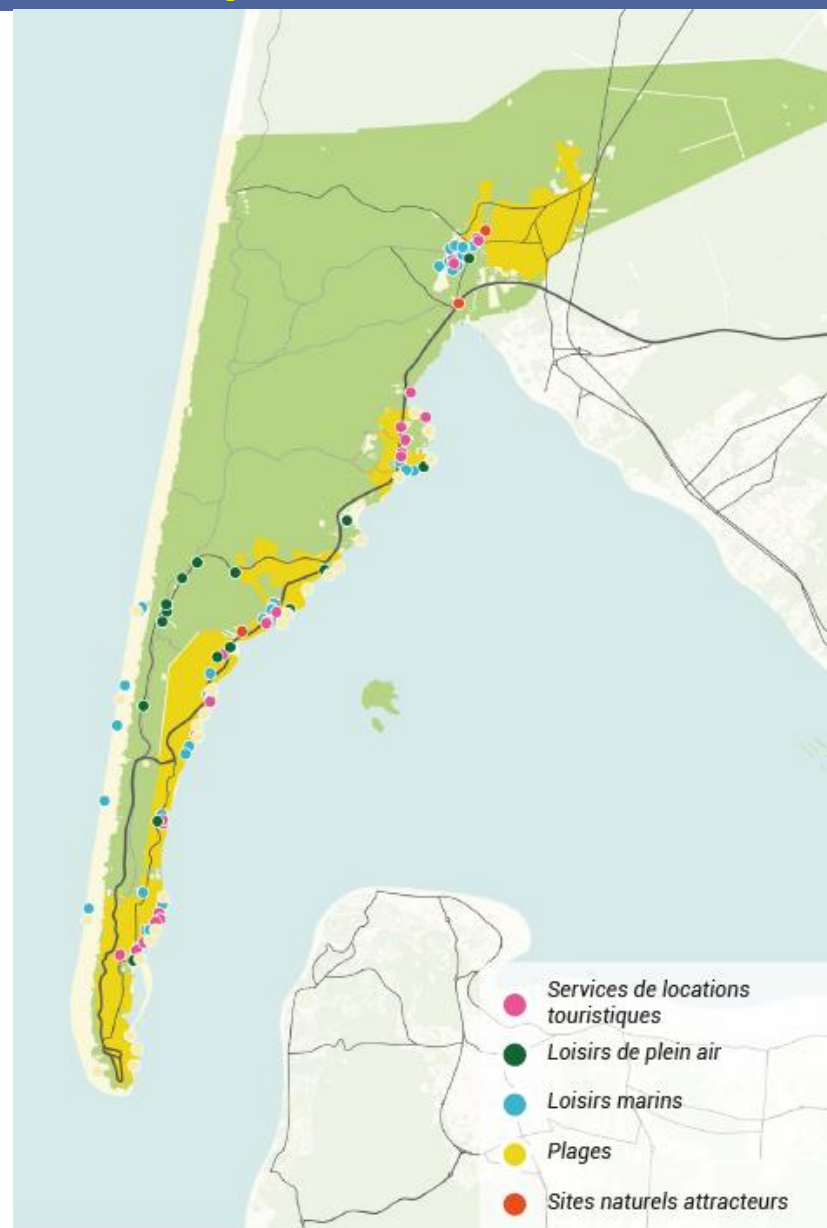 Services de locations
touristiques
Loisirs de plein air
Loisirs marins
Plages
Sites naturels attracteurs